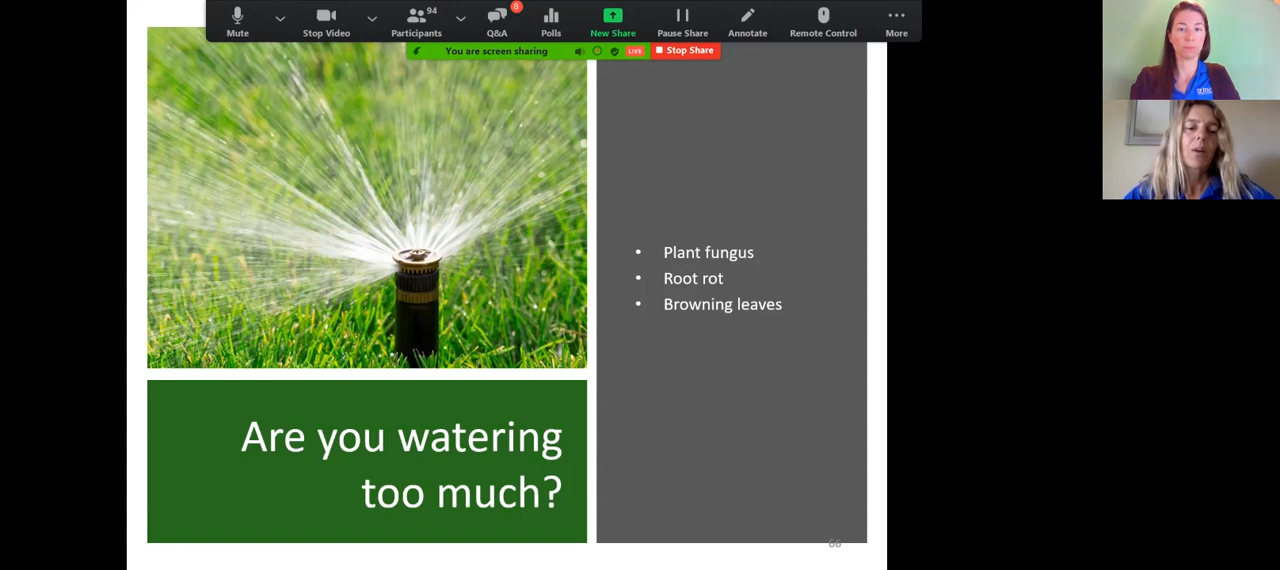 94
8
Mute
Stop Video
Participants
Q&A
Polls
New Share
Pause Share
Annotate
Remote Control
More
You are screen sharing
LIVE
Stop Share
• Plant fungus
• Root rot
• Browning leaves
Are you watering
too much?
66